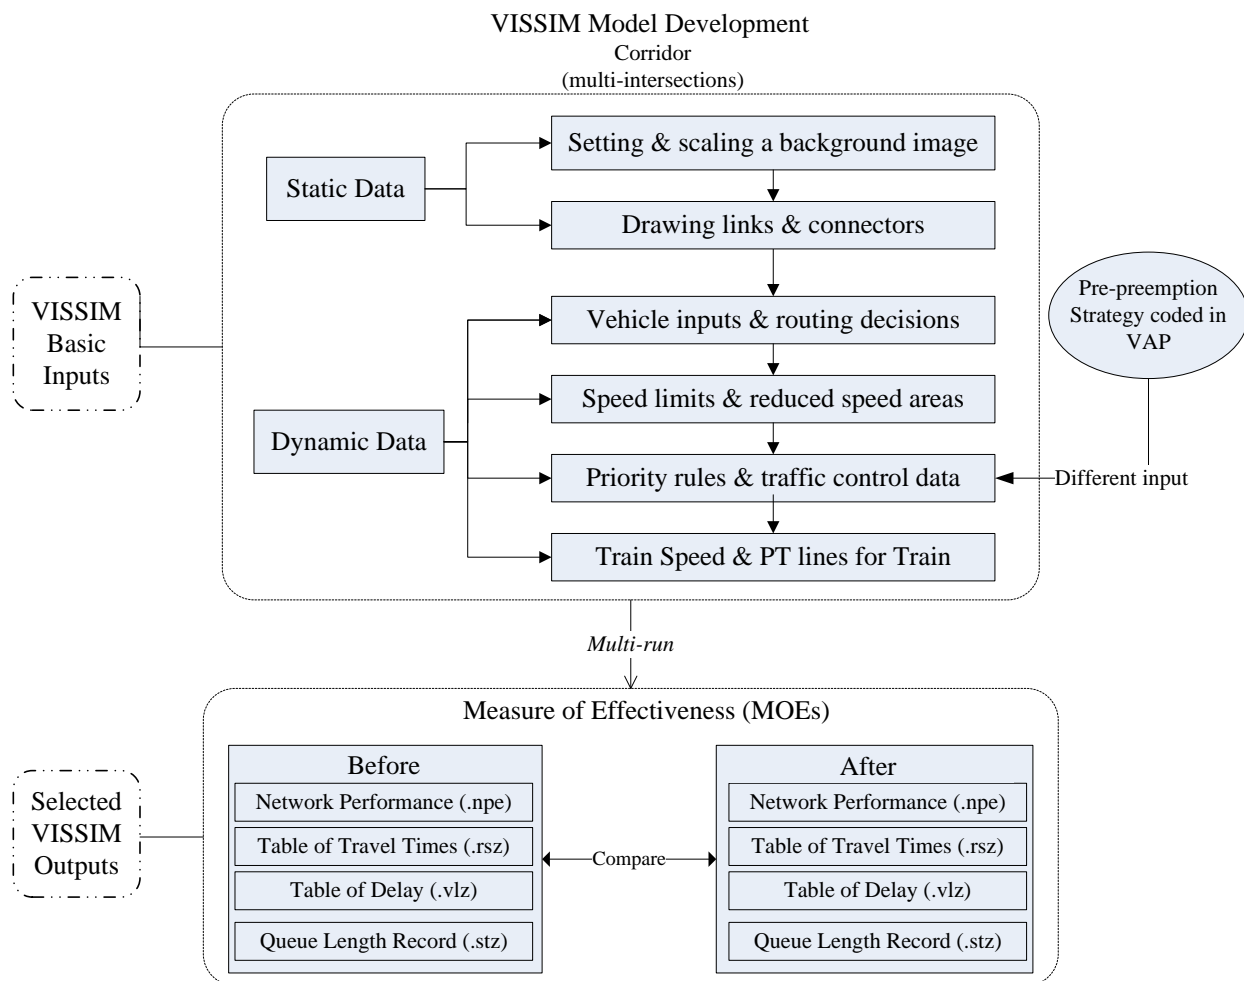 VISSIM Model Development
Corridor
(multi-intersections)
Setting & scaling a background image
Static Data
Drawing links & connectors
VISSIM
Basic
Inputs
Pre-preemption
Strategy coded in
VAP
Vehicle inputs & routing decisions
Speed limits & reduced speed areas
Dynamic Data
Priority rules & traffic control data
Different input
Train Speed & PT lines for Train
Multi-run
Measure of Effectiveness (MOEs)
Selected
VISSIM
Outputs
Before
Network Performance (.npe)
Table of Travel Times (.rsz)
Table of Delay (.vlz)
Queue Length Record (.stz)
Compare
After
Network Performance (.npe)
Table of Travel Times (.rsz)
Table of Delay (.vlz)
Queue Length Record (.stz)